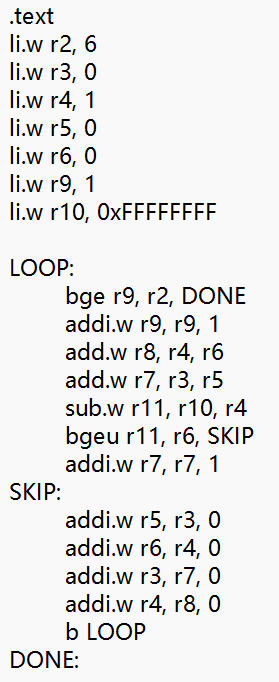 .text
li.w r2, 6
li.w r3, 0
li.w r4, 1
li.w r5, 0
li.w r6, 0
li.w r9, 1
li.w r10, 0xFFFFFFFF

LOOP:
bge r9, r2, DONE
addi.w r9, r9, 1
add.w r8, r4, r6
add.w r7, r3, r5
sub.w r11, r10, r4
bgeu r11, r6, SKIP
addi.w r7, r7, 1
SKIP:
addi.w r5, r3, 0
addi.w r6, r4, 0
addi.w r3, r7, 0
addi.w r4, r8, 0
b LOOP
DONE: